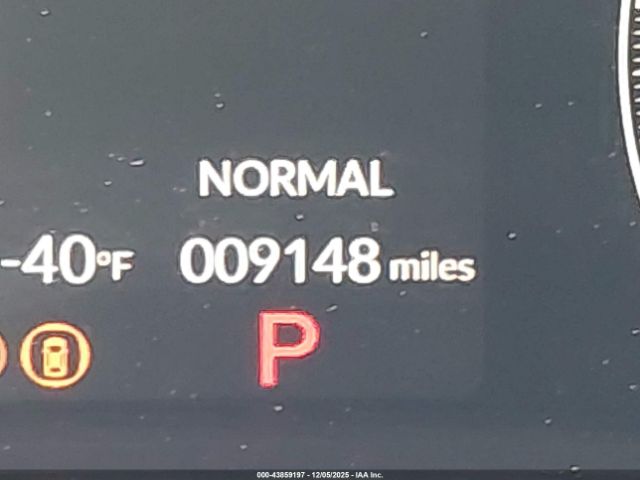 NORMAL
-40°F 009148 miles
P
000-43859197 - 12/05/2025 - IAA Inc.